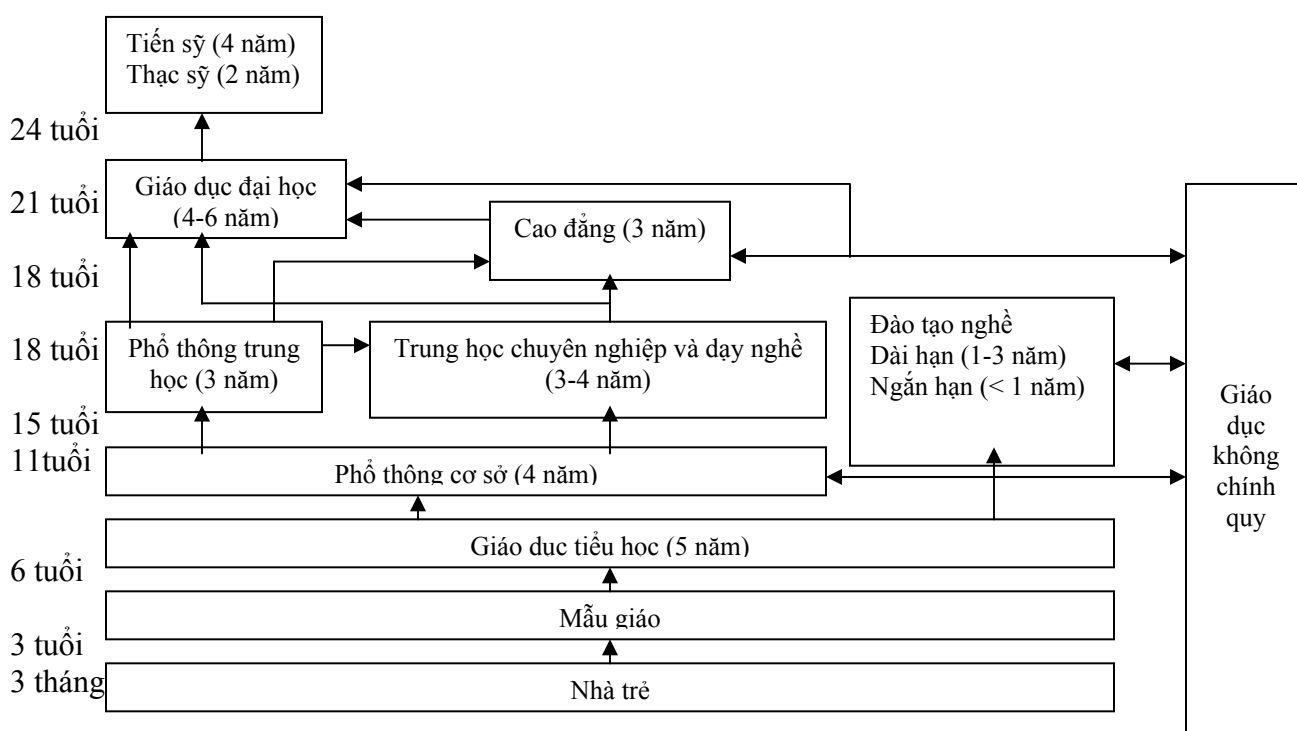 Tiến sỹ (4 năm)
Thạc sỹ (2 năm)
24 tuổi
Giáo dục đại học
(4-6 năm)
21 tuổi
Cao đẳng (3 năm)
18 tuổi
18 tuổi
Phổ thông trung
học (3 năm)
Trung học chuyên nghiệp và dạy nghề
(3-4 năm)
Đào tạo nghề
Dài hạn (1-3 năm)
Ngắn hạn (< 1 năm)
Giáo
dục
không
chính
quy
15 tuổi
11tuổi
Phổ thông cơ sở (4 năm)
Giáo duc tiểu hoc (5 năm)
6 tuổi
Mẫu giáo
3 tuổi
3 tháng
Nhà trẻ